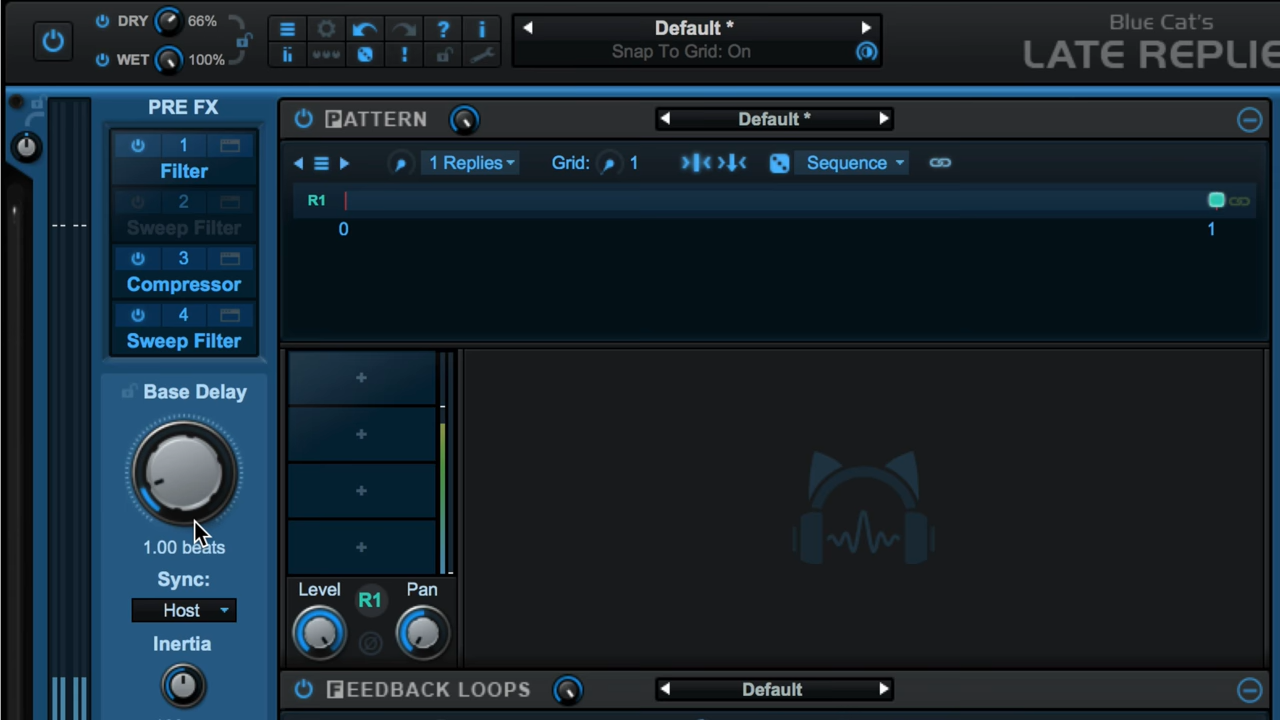 DRY 66%
WET 100%
Default *
Snap To Grid: On
Blue Cat's
LATE REPLIE
PRE FX
1
Filter
2
Sweep Filter
3
Compressor
4
Sweep Filter
Base Delay
1.00 beats
Sync:
Host
Inertia
PATTERN
Default *
1 Replies
Grid: 1
Sequence
R1
0 1
Level R1 Pan
FEEDBACK LOOPS
Default